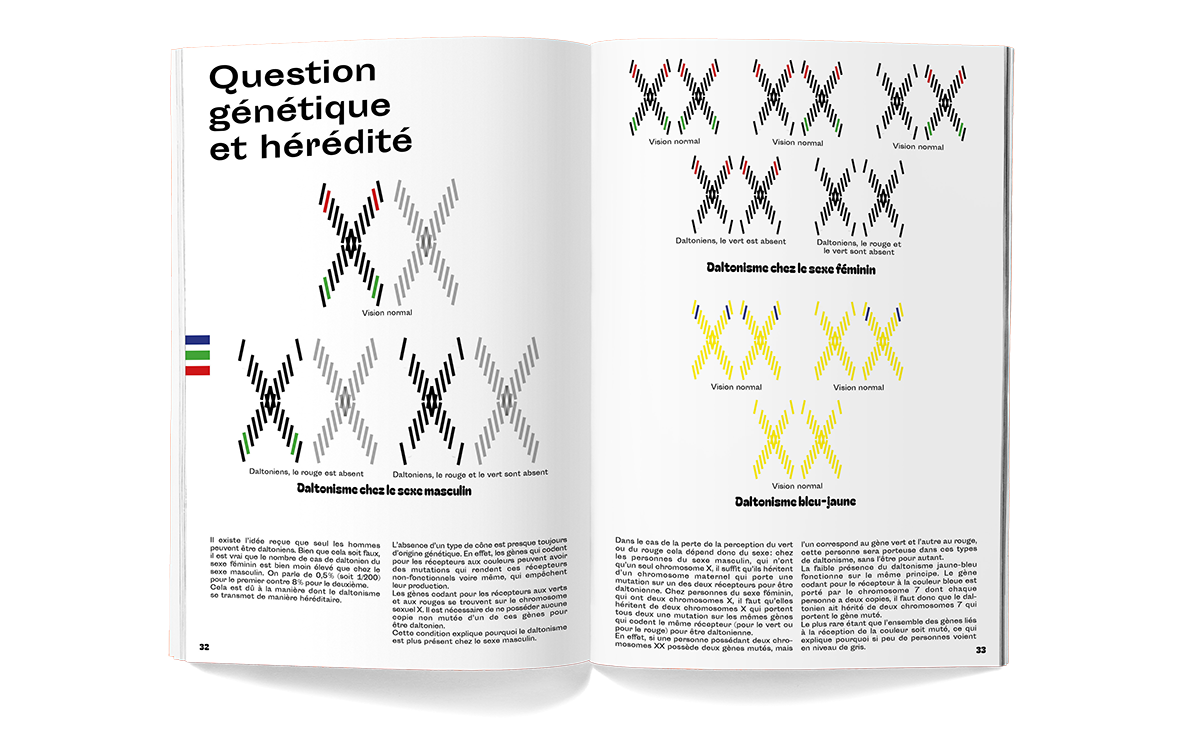 Question
génétique
et hérédité
Vision normal
Daltoniens, le rouge est absent
Daltoniens, le rouge et le vert sont absent
Daltonisme chez le sexe masculin
Il existe l'idée reçue que seul les hommes
peuvent être daltoniens. Bien que cela soit faux,
il est vrai que le nombre de cas de daltonien du
sexe féminin est bien moin élevé que chez le
sexe masculin. On parle de 0,5% (soit 1/200)
pour le premier contre 8% pour le deuxième.
Cela est dû à la manière dont le daltonisme
se transmet de manière héréditaire.
L'absence d'un type de cône est presque toujours
d'origine génétique. En effet, les gènes qui codent
pour les récepteurs aux couleurs peuvent avoir
des mutations qui rendent ces récepteurs
non-fonctionnels voire même, qui empêchent
leur production.
Les gènes codant pour les récepteurs aux verts
et aux rouges se trouvent sur le chromosome
sexuel X. Il est nécessaire de ne posséder aucune
copie non mutée d'un de ces gènes pour
être daltonien.
Cette condition explique pourquoi le daltonisme
est plus présent chez le sexe masculin.
32
Vision normal
Vision normal
Vision normal
Daltoniens, le vert est absent
Daltoniens, le rouge et
le vert sont absent
Daltonisme chez le sexe féminin
Vision normal
Vision normal
Vision normal
Daltonisme bleu-jaune
Dans le cas de la perte de la perception du vert
ou du rouge cela dépend donc du sexe: chez
les personnes du sexe masculin, qui n'ont
qu'un seul chromosome X, il suffit qu'ils héritent
d'un chromosome maternel qui porte une
mutation sur un des deux récepteurs pour être
daltonienne. Chez personnes du sexe féminin,
qui ont deux chromosomes X, il faut qu'elles
héritent de deux chromosomes X qui portent
tous deux une mutation sur les mêmes gènes
qui codent le même récepteur (pour le vert ou
pour le rouge) pour être daltonienne.
En effet, si une personne possédant deux chro-
mosomes XX possède deux gènes mutés, mais
l'un correspond au gène vert et l'autre au rouge,
cette personne sera porteuse dans ces types
de daltonisme, sans l'être pour autant.
La faible présence du daltonisme jaune-bleu
fonctionne sur le même principe. Le gène
codant pour le récepteur à la couleur bleue est
porté par le chromosome 7 dont chaque
personne a deux copies, il faut donc que le dal-
tonien ait hérité de deux chromosomes 7 qui
portent le gène muté.
Le plus rare étant que l'ensemble des gènes liés
à la réception de la couleur soit muté, ce qui
explique pourquoi si peu de personnes voient
en niveau de gris.
33